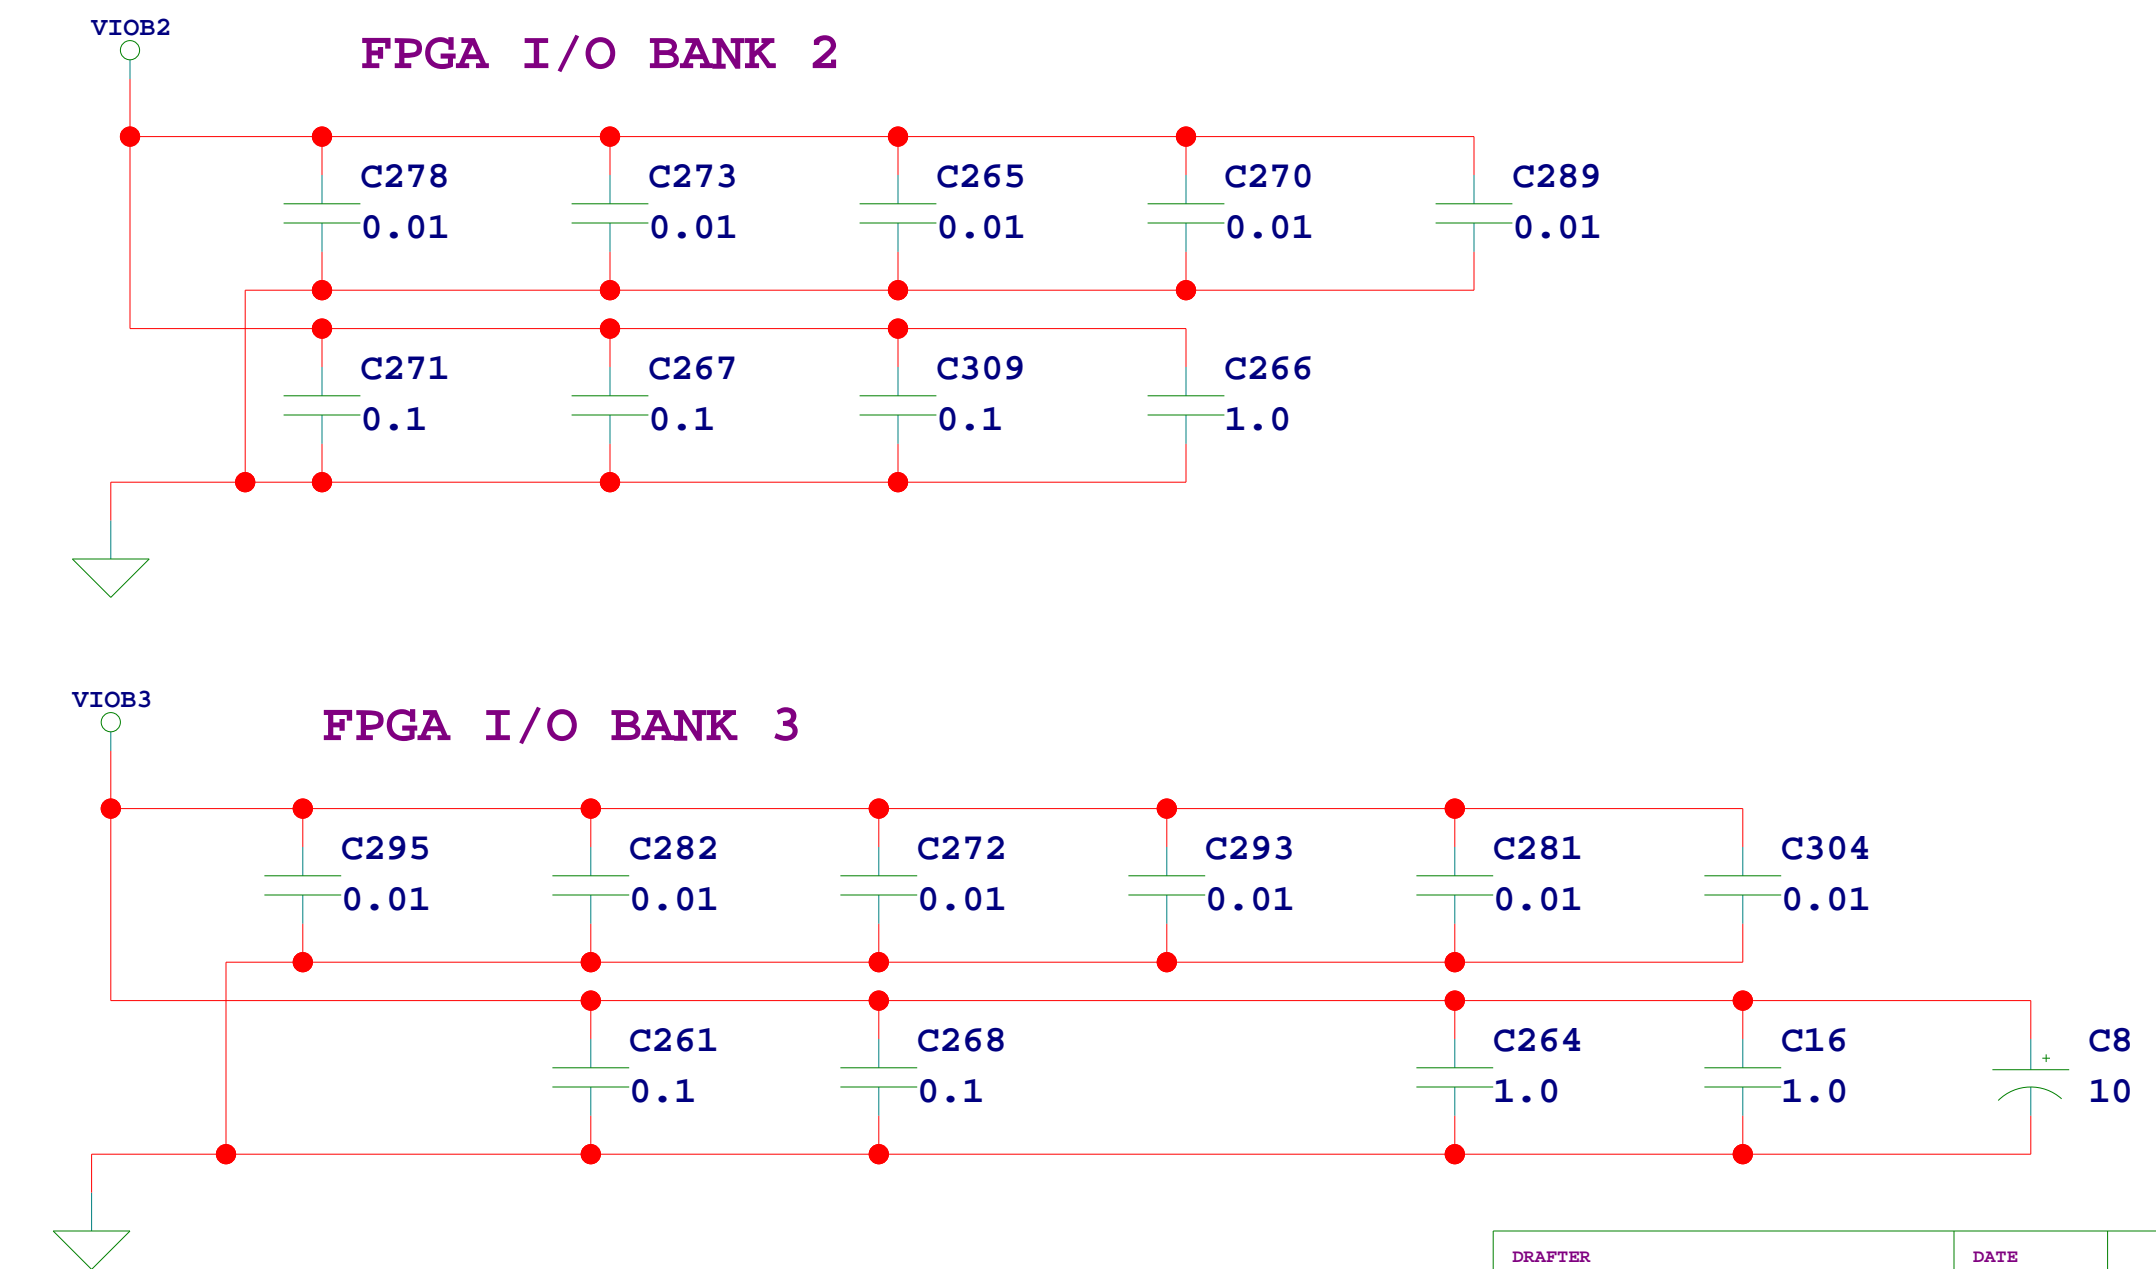 VIOB2
FPGA I/O BANK 2
C278 C273 C265 C270 C289
0.01 0.01 0.01 0.01 0.01
C271 C267 C309 C266
0.1 0.1 0.1 1.0
VIOB3
FPGA I/O BANK 3
C295 C282 C272 C293 C281 C304
0.01 0.01 0.01 0.01 0.01 0.01
C261 C268 C264 C16 C8
+
0.1 0.1 1.0 1.0 10
DRAFTER DATE